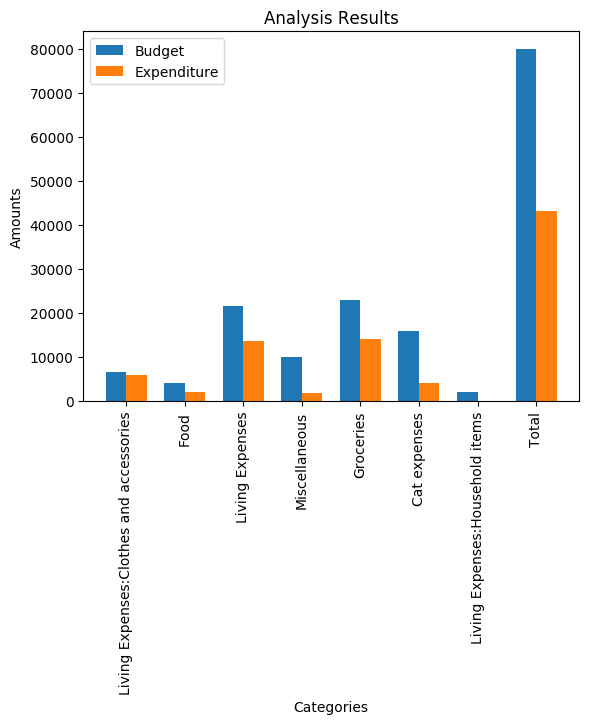 Analysis Results
Budget
Expenditure
Amounts
80000
70000
60000
50000
40000
30000
20000
10000
0
Living Expenses:Clothes and accessories
Food
Living Expenses
Miscellaneous
Groceries
Cat expenses
Living Expenses:Household items
Total
Categories